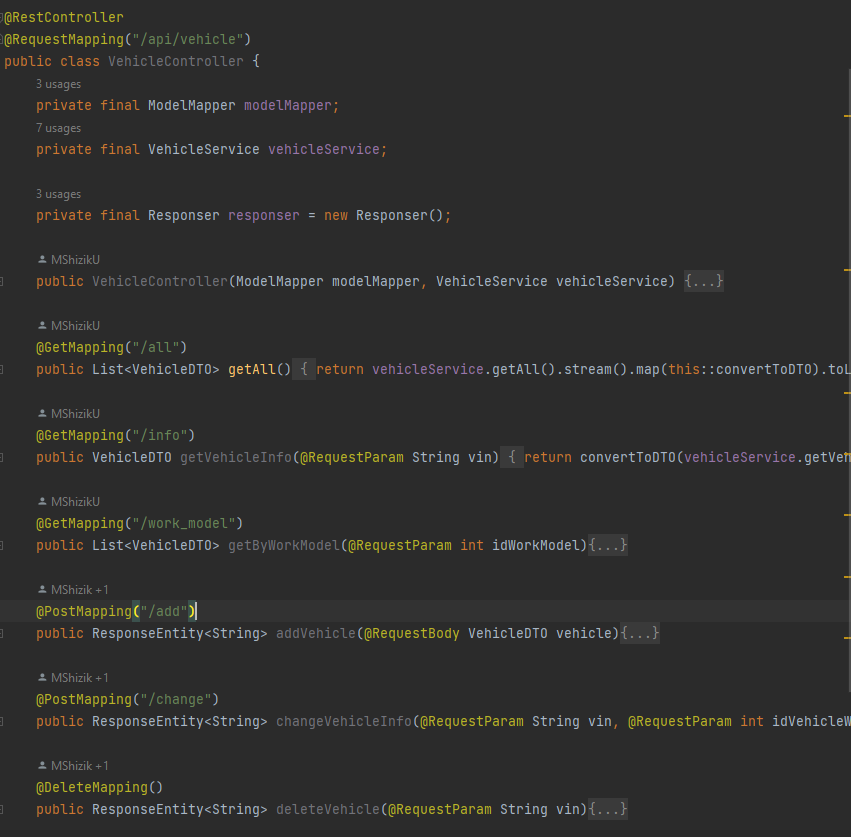 @RestController
@RequestMapping("/api/vehicle")
public class VehicleController {
3 usages
private final ModelMapper modelMapper;
7 usages
private final VehicleService vehicleService;
3 usages
private final Responser responser = new Responser();
MShizikU
public VehicleController(ModelMapper modelMapper, VehicleService vehicleService) {...}
MShizikU
@GetMapping("/all")
public List<VehicleDTO> getAll() { return vehicleService.getAll().stream().map(this::convertToDTO).toL
MShizikU
@GetMapping("/info")
public VehicleDTO getVehicleInfo(@RequestParam String vin) { return convertToDTO(vehicleService.getVeh
MShizikU
@GetMapping("/work_model")
public List<VehicleDTO> getByWorkModel(@RequestParam int idWorkModel){...}
MShizik +1
@PostMapping("/add")
public ResponseEntity<String> addVehicle(@RequestBody VehicleDTO vehicle){...}
MShizik +1
@PostMapping("/change")
public ResponseEntity<String> changeVehicleInfo(@RequestParam String vin, @RequestParam int idVehicleW
MShizik +1
@DeleteMapping()
public ResponseEntity<String> deleteVehicle(@RequestParam String vin){...}